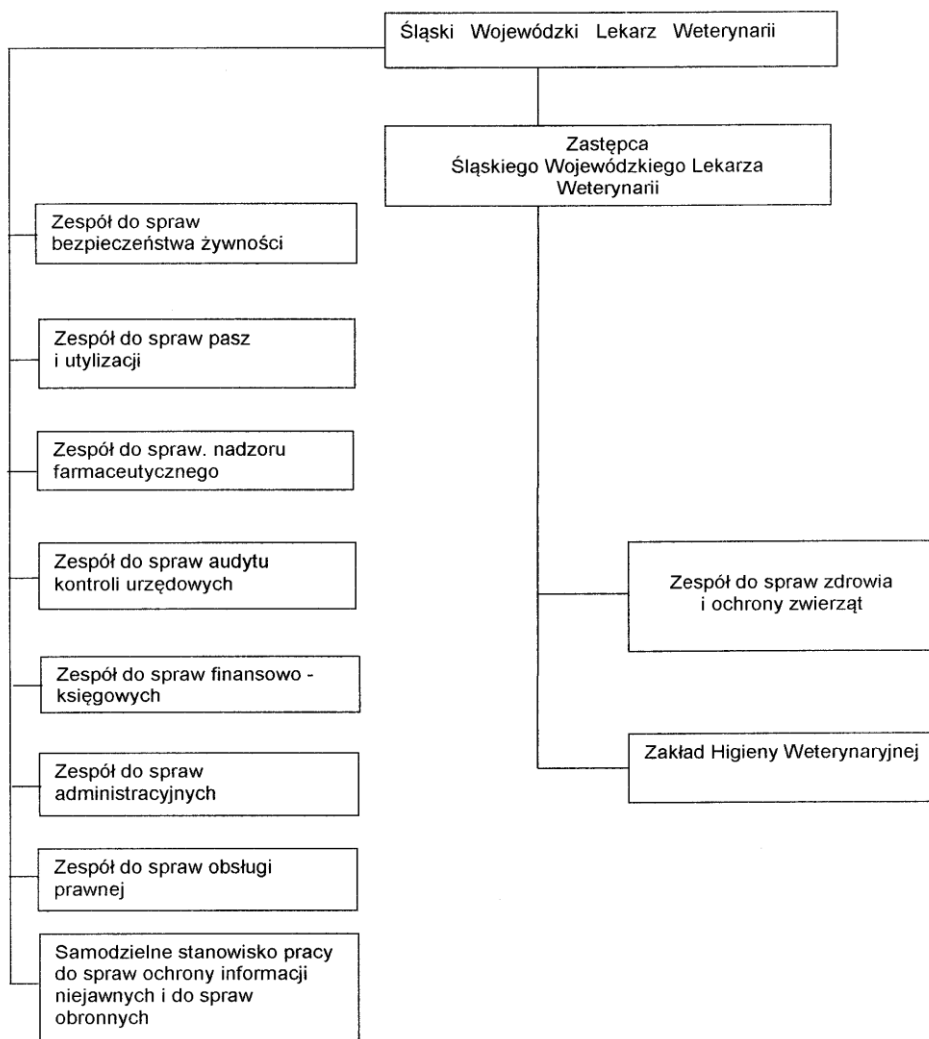 Śląski Wojewódzki Lekarz Weterynarii
Zastępca
Śląskiego Wojewódzkiego Lekarza
Weterynarii
Zespół do spraw
bezpieczeństwa żywności
Zespół do spraw pasz
i utylizacji
Zespół do spraw. nadzoru
farmaceutycznego
Zespół do spraw audytu
kontroli urzędowych
Zespół do spraw finansowo -
księgowych
Zespół do spraw
administracyjnych
Zespół do spraw obsługi
prawnej
Samodzielne stanowisko pracy
do spraw ochrony informacji
niejawnych i do spraw
obronnych
Zespół do spraw zdrowia
i ochrony zwierząt
Zakład Higieny Weterynaryjnej